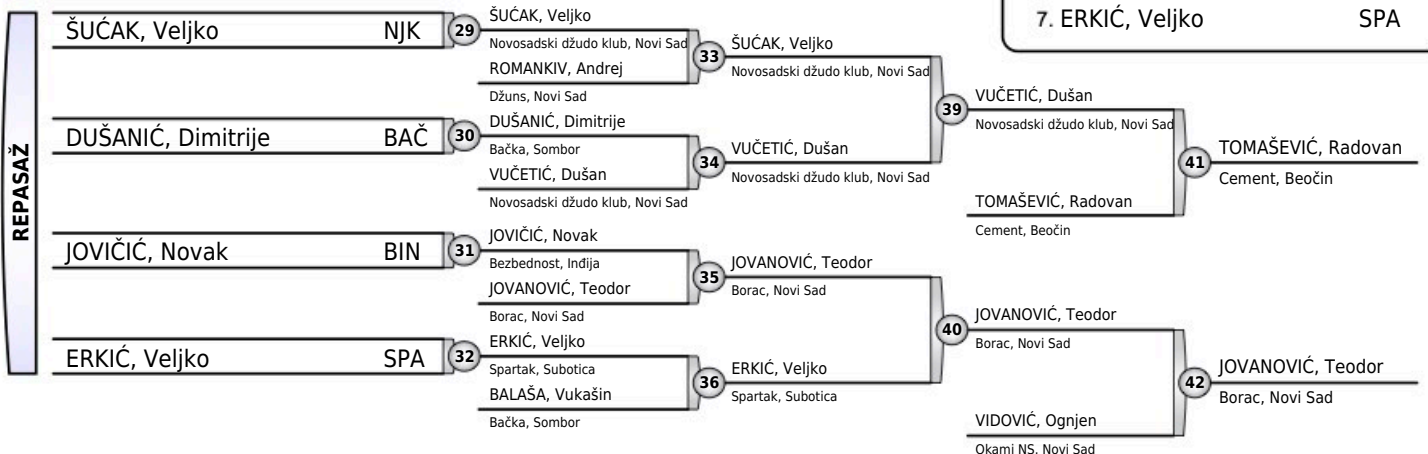 7. ERKIĆ, Veljko SPA
REPASAŽ
ŠUĆAK, Veljko NJK
29
ŠUĆAK, Veljko
Novosadski džudo klub, Novi Sad
ROMANKIV, Andrej
Džuns, Novi Sad
33
ŠUĆAK, Veljko
Novosadski džudo klub, Novi Sad
DUŠANIĆ, Dimitrije BAČ
30
DUŠANIĆ, Dimitrije
Bačka, Sombor
VUČETIĆ, Dušan
Novosadski džudo klub, Novi Sad
34
VUČETIĆ, Dušan
Novosadski džudo klub, Novi Sad
39
VUČETIĆ, Dušan
Novosadski džudo klub, Novi Sad
TOMAŠEVIĆ, Radovan
Cement, Beočin
41
TOMAŠEVIĆ, Radovan
Cement, Beočin
JOVIČIĆ, Novak BIN
31
JOVIČIĆ, Novak
Bezbednost, Inđija
JOVANOVIĆ, Teodor
Borac, Novi Sad
35
JOVANOVIĆ, Teodor
Borac, Novi Sad
ERKIĆ, Veljko SPA
32
ERKIĆ, Veljko
Spartak, Subotica
BALAŠA, Vukašin
Bačka, Sombor
36
ERKIĆ, Veljko
Spartak, Subotica
40
JOVANOVIĆ, Teodor
Borac, Novi Sad
VIDOVIĆ, Ognjen
Okami NS, Novi Sad
42
JOVANOVIĆ, Teodor
Borac, Novi Sad